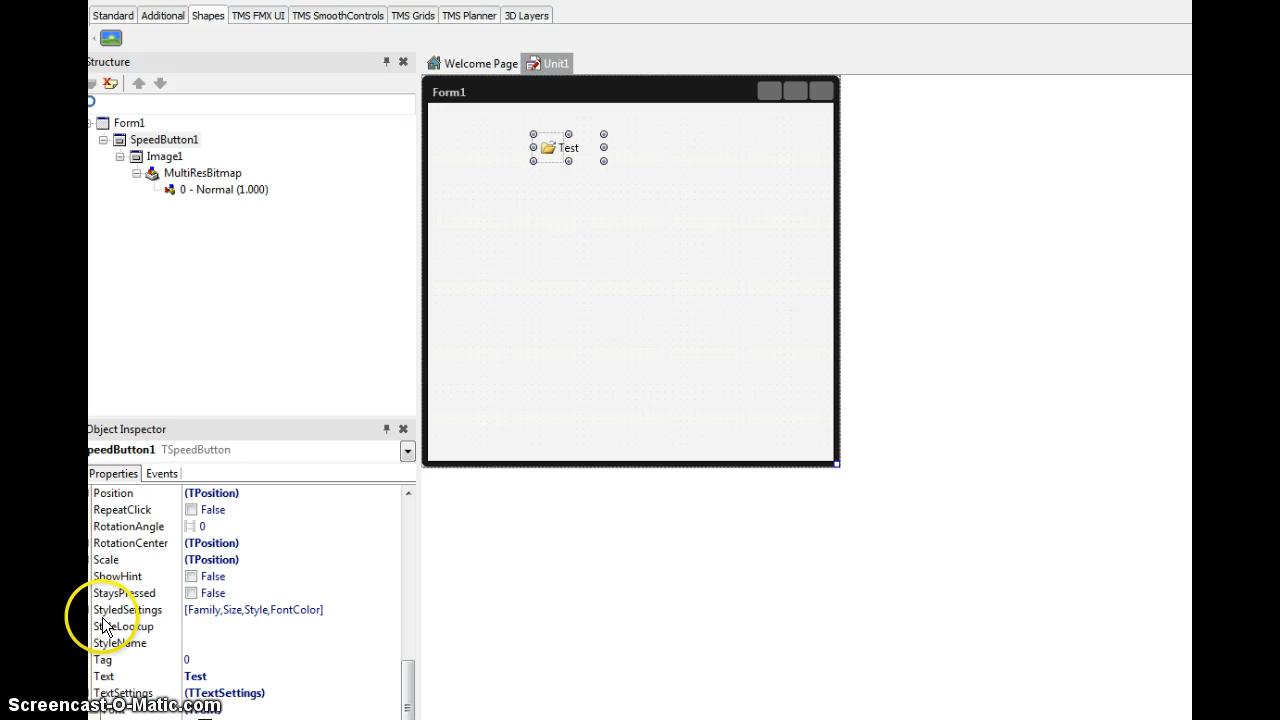 Standard Additional Shapes TMS FMX UI TMS SmoothControls TMS Grids TMS Planner 3D Layers
Structure
Welcome Page Unit1
Form1
Form1
SpeedButton1
Image1
MultiResBitmap
0 - Normal (1.000)
Test
Object Inspector
SpeedButton1 TSpeedButton
Properties Events
Position (TPosition)
RepeatClick False
RotationAngle 0
RotationCenter (TPosition)
Scale (TPosition)
ShowHint False
StaysPressed False
StyledSettings [Family,Size,Style,FontColor]
StyleLookup
StyleName
Tag 0
Text Test
TextSettings (TTextSettings)
Screencast-O-Matic.com